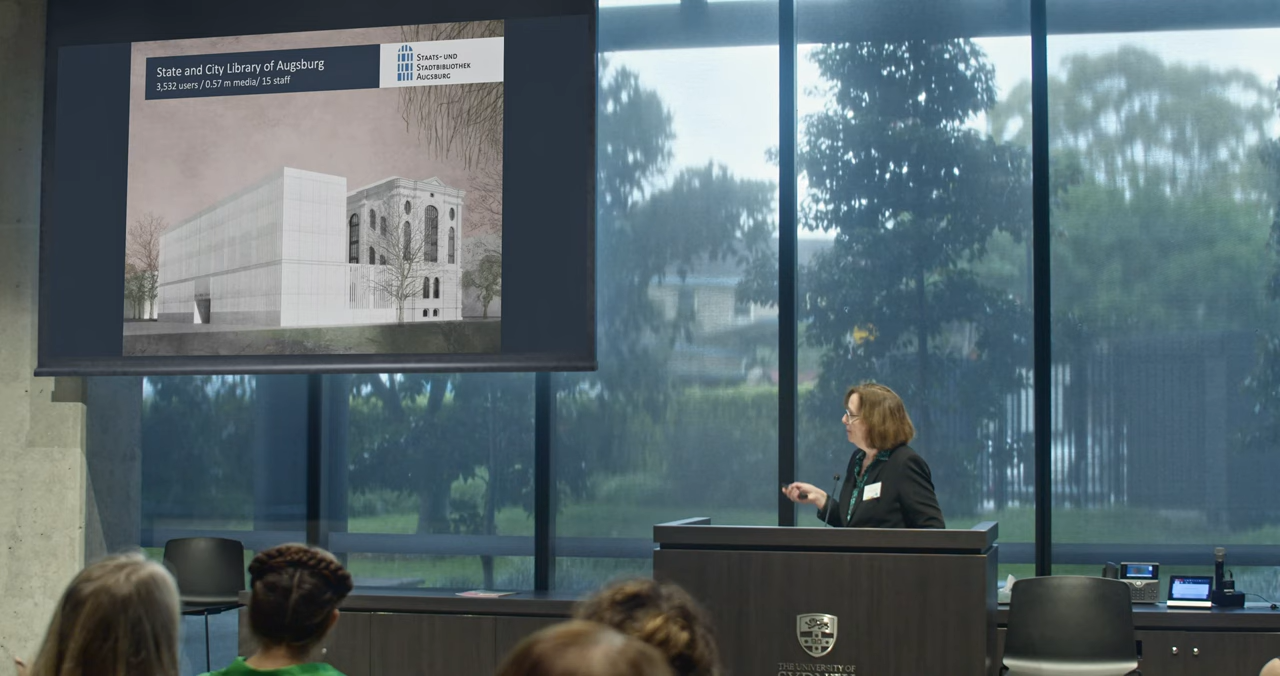 State and City Library of Augsburg
3,532 users / 0.57 m media/ 15 staff
STAATS- UND
STADTBIBLIOTHEK
AUGSBURG
THE UNIVERSITY OF
SYDNEY